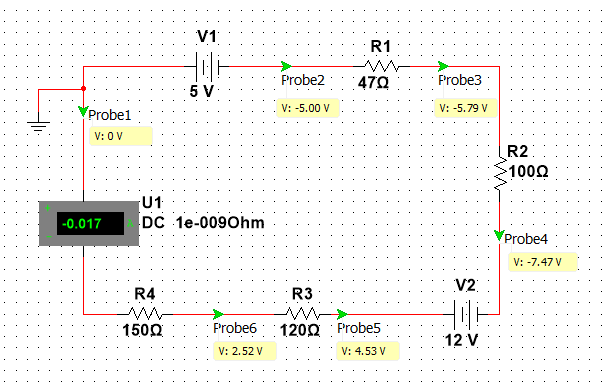 V1
R1
5 V
Probe2
47Ω
Probe3
V: -5.00 V
V: -5.79 V
Probe1
V: 0 V
R2
100Ω
U1
+
-0.017
A
-
DC 1e-009Ohm
Probe4
V: -7.47 V
V2
R4
R3
150Ω
Probe6
120Ω
Probe5
12 V
V: 2.52 V
V: 4.53 V